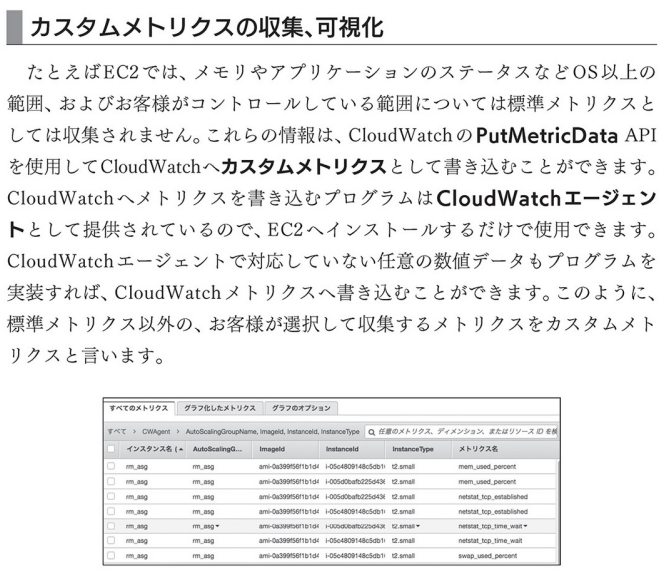 カスタムメトリクスの収集、可視化
たとえばEC2では、メモリやアプリケーションのステータスなどOS以上の
範囲、およびお客様がコントロールしている範囲については標準メトリクスと
しては収集されません。これらの情報は、CloudWatchのPutMetricData API
を使用してCloudWatchへカスタムメトリクスとして書き込むことができます。
CloudWatchへメトリクスを書き込むプログラムはCloudWatchエージェン
トとして提供されているので、EC2へインストールするだけで使用できます。
CloudWatchエージェントで対応していない任意の数値データもプログラムを
実装すれば、CloudWatchメトリクスへ書き込むことができます。このように、
標準メトリクス以外の、お客様が選択して収集するメトリクスをカスタムメト
リクスと言います。
すべてのメトリクス グラフ化したメトリクス グラフのオプション
すべて > CWAgent > AutoScalingGroupName, ImageId, InstanceId, InstanceType 任意のメトリクス、ディメンション、またはリソース ID を検
インスタンス名 ( AutoScalingG... ImageId InstanceId InstanceType メトリクス名
rm_asg rm_asg ami-0a399f56f1b1d4 i-05c4809148c5db1 t2.small mem_used_percent
rm_asg rm_asg ami-0a399f56f1b1d4 i-005d0bafb225d436 t2.small mem_used_percent
rm_asg rm_asg ami-0a399f56f1b1d4 i-05c4809148c5db1 t2.small netstat_tcp_established
rm_asg rm_asg ami-0a399f56f1b1d4 i-005d0bafb225d436 t2.small netstat_tcp_established
rm_asg rm_asg ami-0a399f56f1b1d4 i-005d0bafb225d436 t2.small netstat_tcp_time_wait
rm_asg rm_asg ami-0a399f56f1b1d4 i-05c4809148c5db1 t2.small netstat_tcp_time_wait
rm_asg rm_asg ami-0a399f56f1b1d4 i-05c4809148c5db1 t2.small swap_used_percent